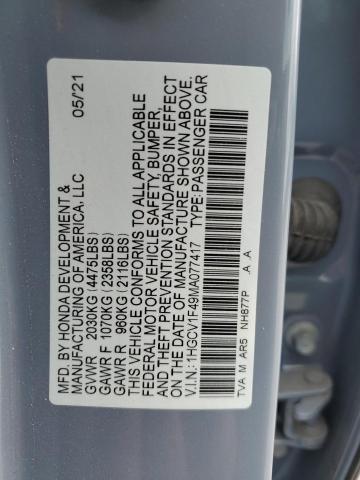 MFD. BY HONDA DEVELOPMENT & 05/21
MANUFACTURING OF AMERICA, LLC
GVWR 2030KG (4475LBS)
GAWR F 1070KG (2358LBS)
GAWR R 960KG (2116LBS)
THIS VEHICLE CONFORMS TO ALL APPLICABLE
FEDERAL MOTOR VEHICLE SAFETY, BUMPER,
AND THEFT PREVENTION STANDARDS IN EFFECT
ON THE DATE OF MANUFACTURE SHOWN ABOVE.
V.I.N.: 1HGCV1F49MA077417 TYPE:PASSENGER CAR
TVA M AR5 NH877P .A .A